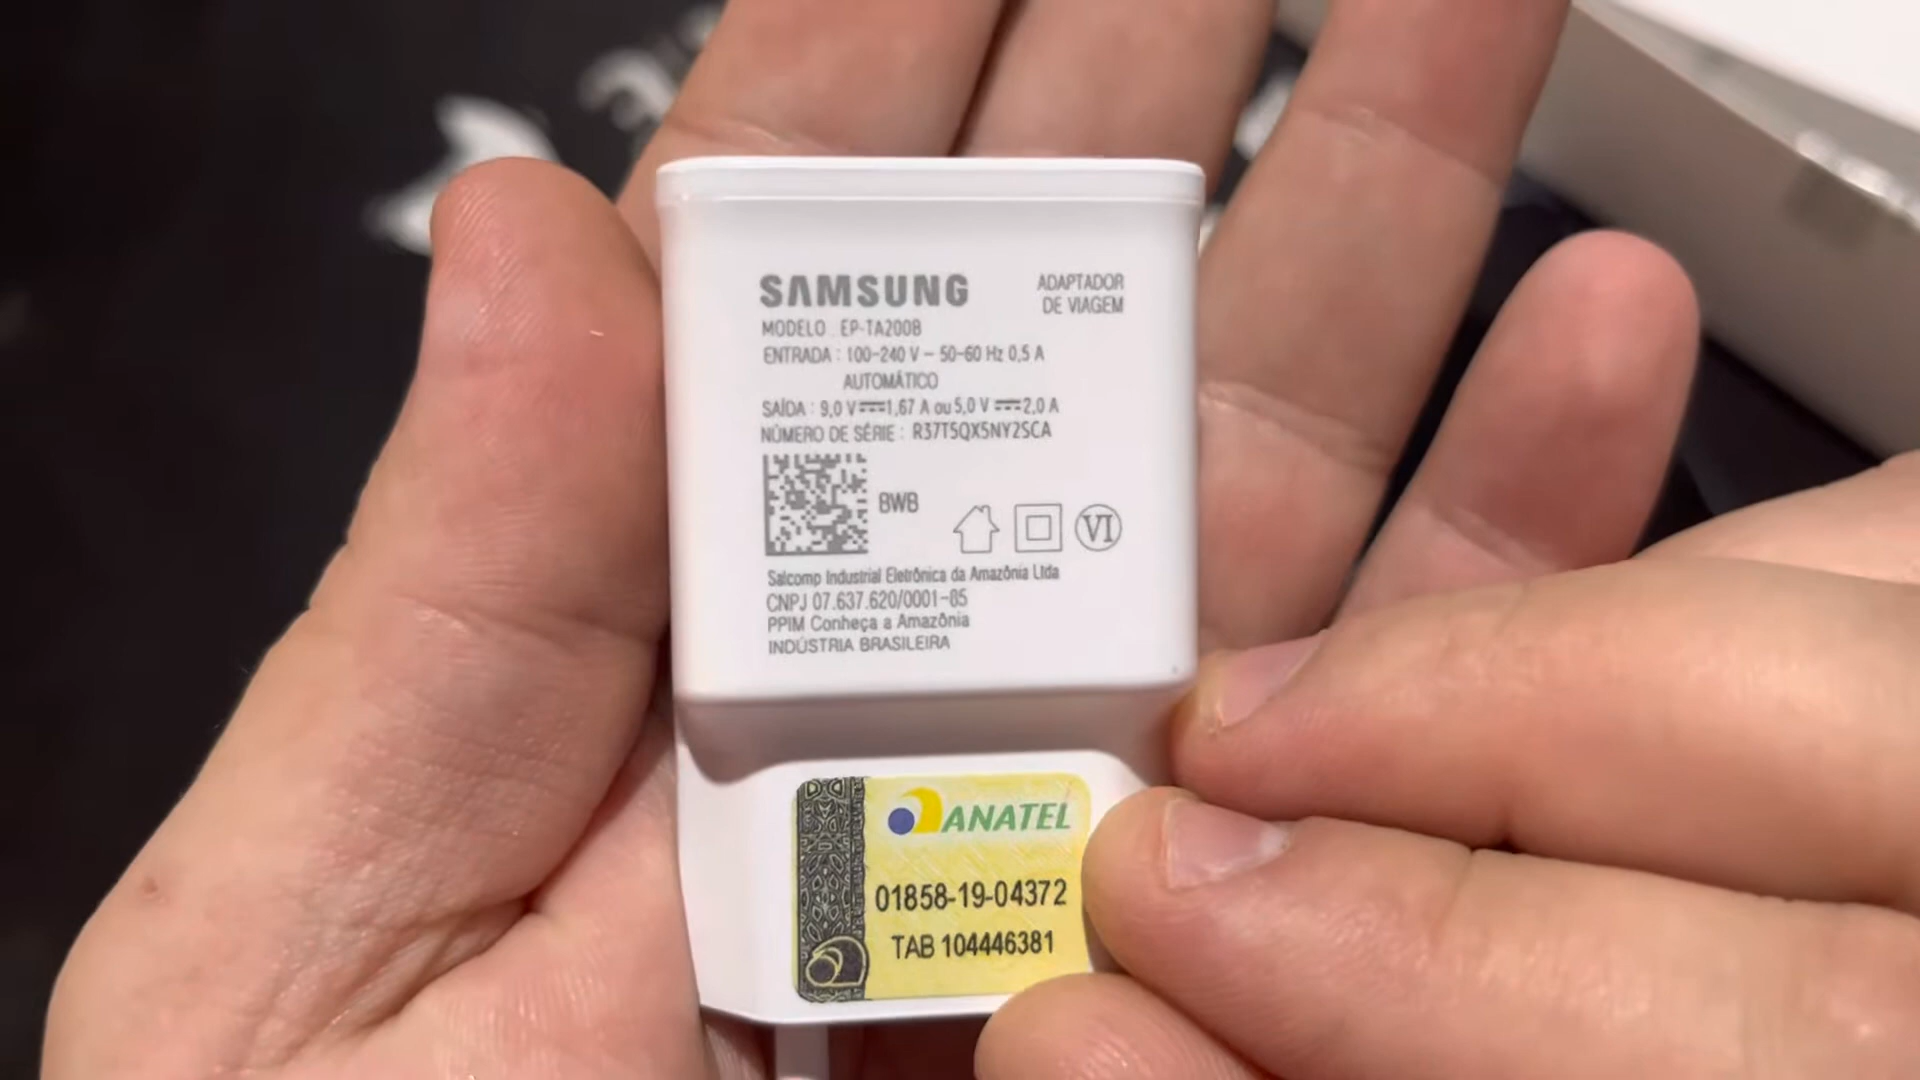 SAMSUNG
ADAPTADOR
DE VIAGEM
MODELO : EP-TA200B
ENTRADA : 100-240 V – 50-60 Hz 0,5 A
AUTOMÁTICO
SAÍDA : 9,0 V⎓1,67 A ou 5,0 V⎓2,0 A
NÚMERO DE SÉRIE : R37T5QX5NY2SCA
BWB
VI
Salcomp Industrial Eletrônica da Amazônia Ltda
CNPJ 07.637.620/0001-85
PPIM Conheça a Amazônia
INDÚSTRIA BRASILEIRA
ANATEL
01858-19-04372
TAB 104446381